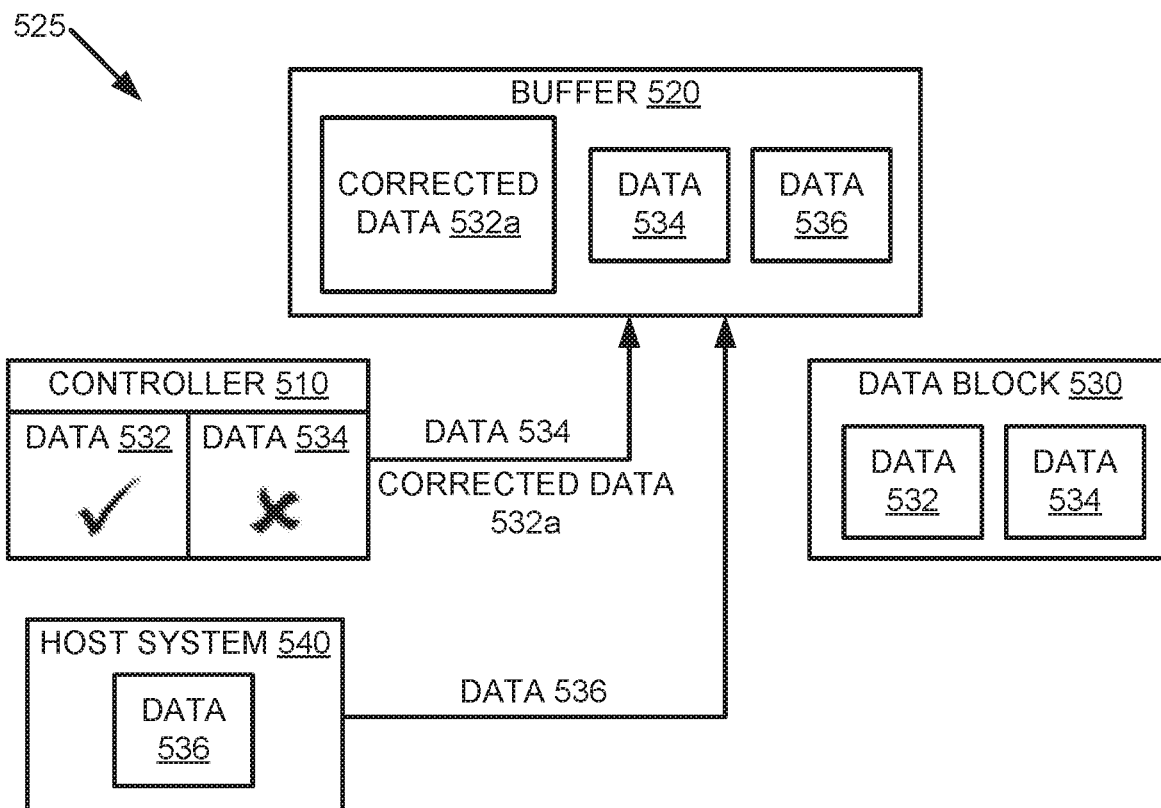 525
BUFFER 520
CORRECTED
DATA 532a
DATA
534
DATA
536
CONTROLLER 510
DATA 532
DATA 534
DATA 534
CORRECTED DATA
532a
DATA BLOCK 530
DATA
532
DATA
534
HOST SYSTEM 540
DATA
536
DATA 536